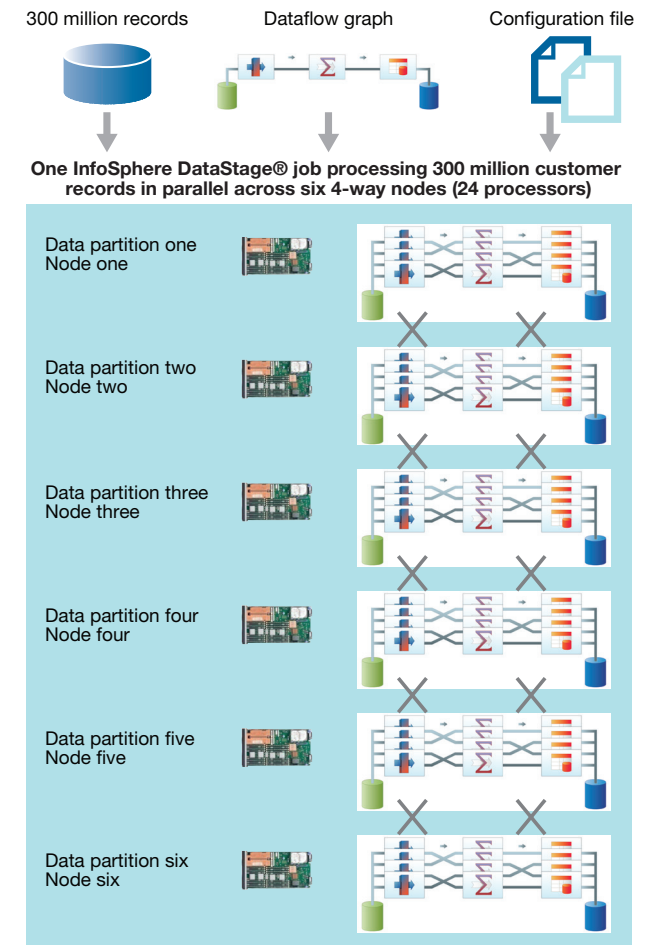 300 million records
Dataflow graph
Configuration file
One InfoSphere DataStage® job processing 300 million customer
records in parallel across six 4-way nodes (24 processors)
Data partition one
Node one
Data partition two
Node two
Data partition three
Node three
Data partition four
Node four
Data partition five
Node five
Data partition six
Node six